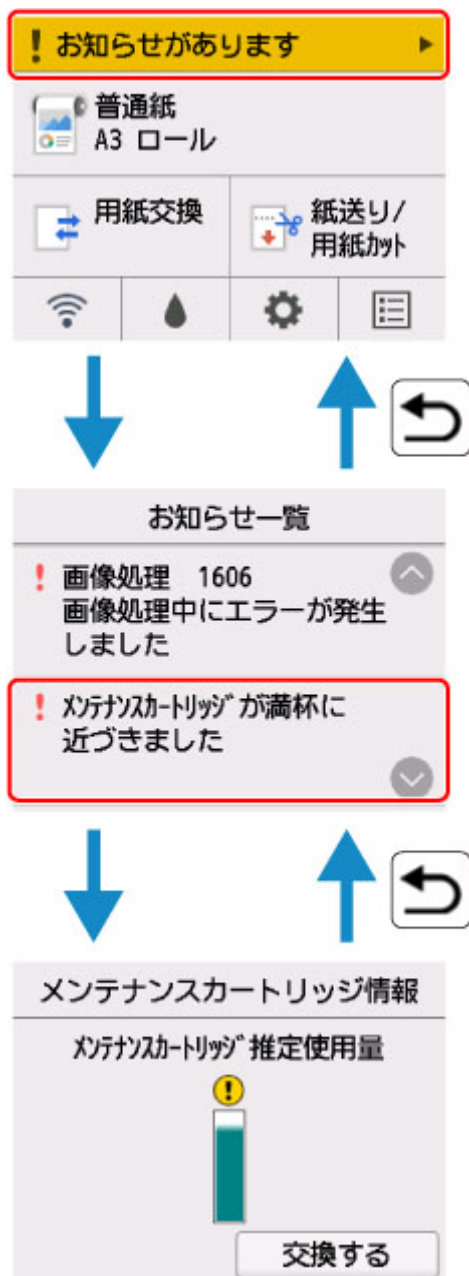 ！お知らせがあります
普通紙
A3 ロール
用紙交換
紙送り/
用紙ｶｯﾄ
お知らせ一覧
！画像処理　1606
画像処理中にエラーが発生
しました
！ﾒﾝﾃﾅﾝｽｶｰﾄﾘｯｼﾞが満杯に
近づきました
メンテナンスカートリッジ情報
ﾒﾝﾃﾅﾝｽｶｰﾄﾘｯｼﾞ推定使用量
!
交換する